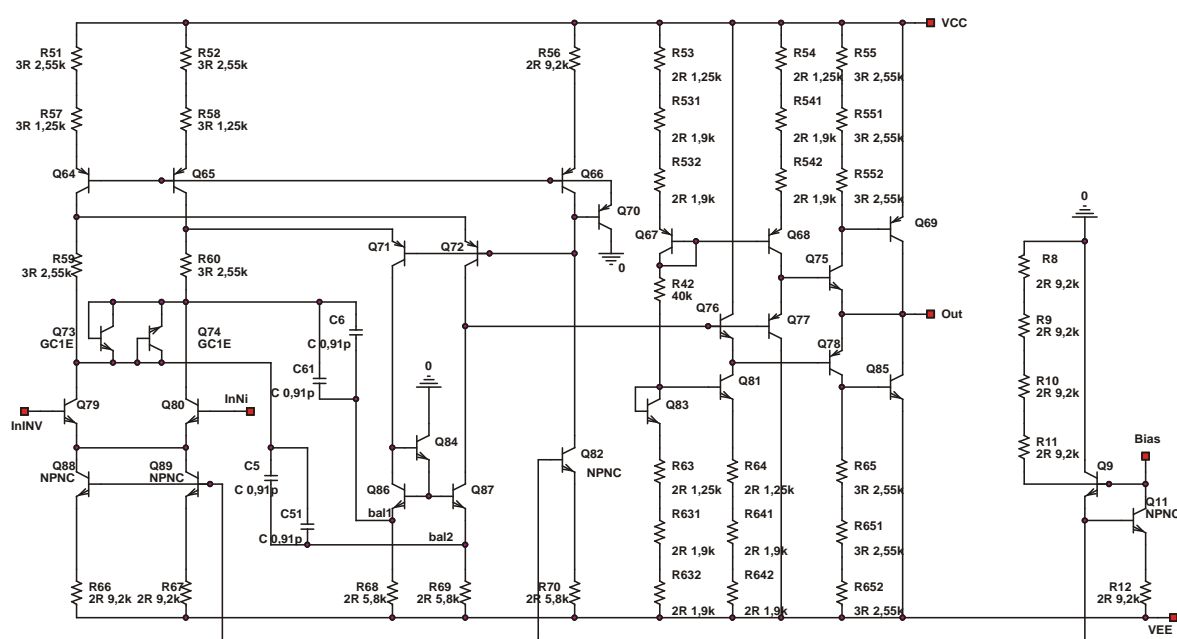 VCC
R51
3R 2,55k
R52
3R 2,55k
R56
2R 9,2k
R53
2R 1,25k
R54
2R 1,25k
R55
3R 2,55k
R57
3R 1,25k
R58
3R 1,25k
R531
2R 1,9k
R541
2R 1,9k
R551
3R 2,55k
R532
2R 1,9k
R542
2R 1,9k
R552
3R 2,55k
Q64
Q65
Q66
Q70
0
Q67
Q68
Q69
0
R59
3R 2,55k
R60
3R 2,55k
Q71
Q72
R42
40k
Q75
R8
2R 9,2k
Q73
GC1E
Q74
GC1E
C6
C 0,91p
Q76
Q77
Out
R9
2R 9,2k
C61
C 0,91p
0
Q78
Q81
Q85
R10
2R 9,2k
InINV
Q79
Q80
InNi
Q83
Q84
R11
2R 9,2k
Bias
Q88
NPNC
Q89
NPNC
C5
C 0,91p
Q86
Q87
Q82
NPNC
R63
2R 1,25k
R64
2R 1,25k
R65
3R 2,55k
Q9
Q11
NPNC
C51
C 0,91p
bal1
bal2
R631
2R 1,9k
R641
2R 1,9k
R651
3R 2,55k
R66
2R 9,2k
R67
2R 9,2k
R68
2R 5,8k
R69
2R 5,8k
R70
2R 5,8k
R632
2R 1,9k
R642
2R 1,9k
R652
3R 2,55k
R12
2R 9,2k
VEE